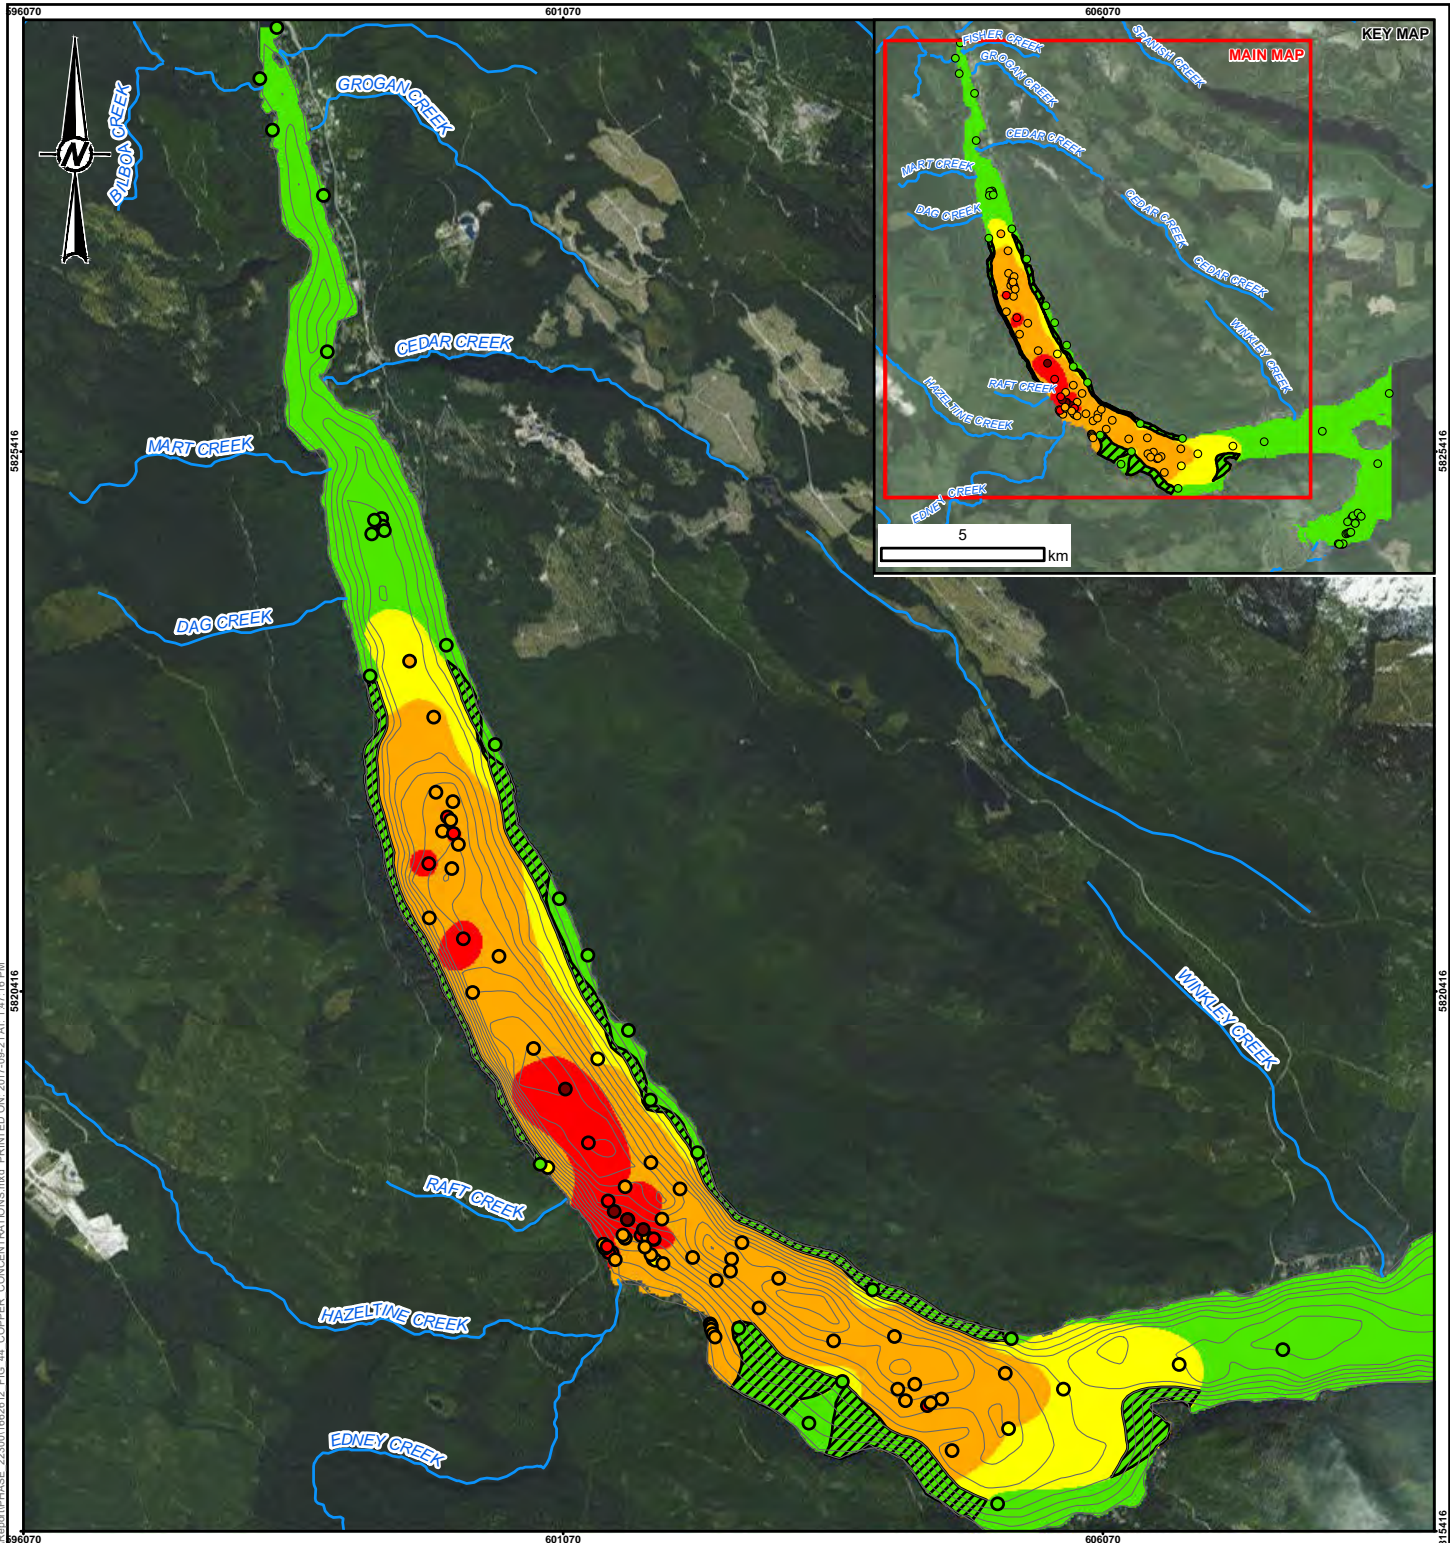 596070
601070
606070
KEY MAP
MAIN MAP
FISHER CREEK
GROGAN CREEK
SPANISH CREEK
CEDAR CREEK
MART CREEK
DAG CREEK
CEDAR CREEK
CEDAR CREEK
WINKLEY CREEK
RAFT CREEK
HAZELTINE CREEK
EDNEY CREEK
5
km
N
BILBOA CREEK
GROGAN CREEK
CEDAR CREEK
MART CREEK
5825416
5825416
DAG CREEK
5820416
5820416
WINKLEY CREEK
RAFT CREEK
HAZELTINE CREEK
EDNEY CREEK
596070
601070
606070